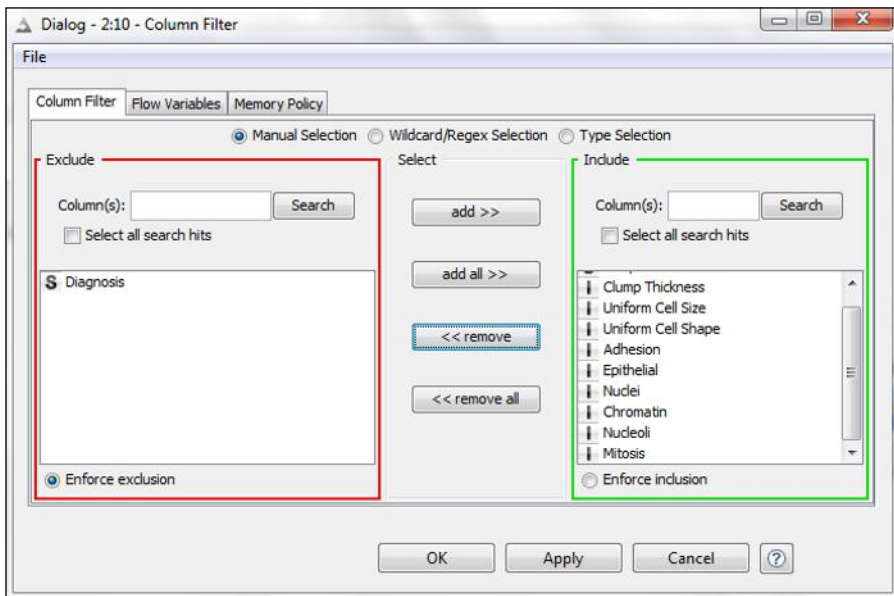 Dialog - 2:10 - Column Filter
File
Column Filter Flow Variables Memory Policy
Manual Selection Wildcard/Regex Selection Type Selection
Exclude
Column(s): Search
Select all search hits
S Diagnosis
Enforce exclusion
Select
add >>
add all >>
<< remove
<< remove all
Include
Column(s): Search
Select all search hits
I Clump Thickness
I Uniform Cell Size
I Uniform Cell Shape
I Adhesion
I Epithelial
I Nuclei
I Chromatin
I Nucleoli
I Mitosis
Enforce inclusion
OK Apply Cancel ?